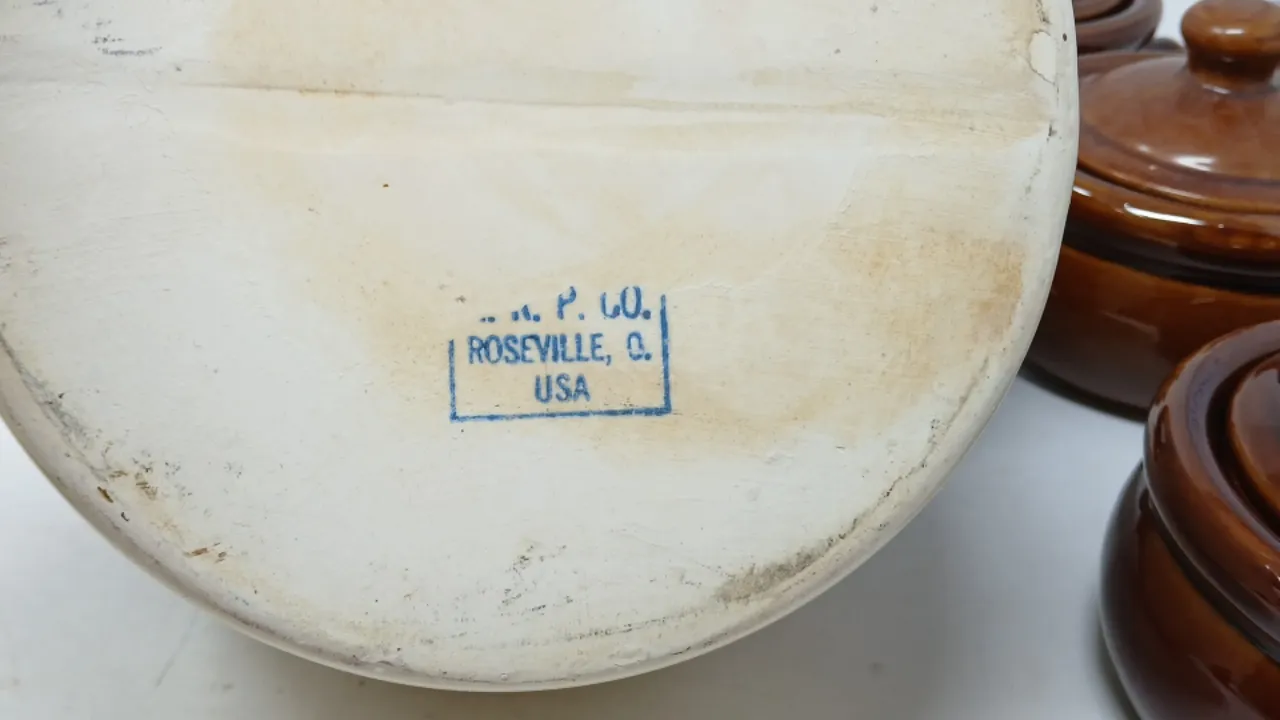 R. P. CO.
ROSEVILLE, O.
USA